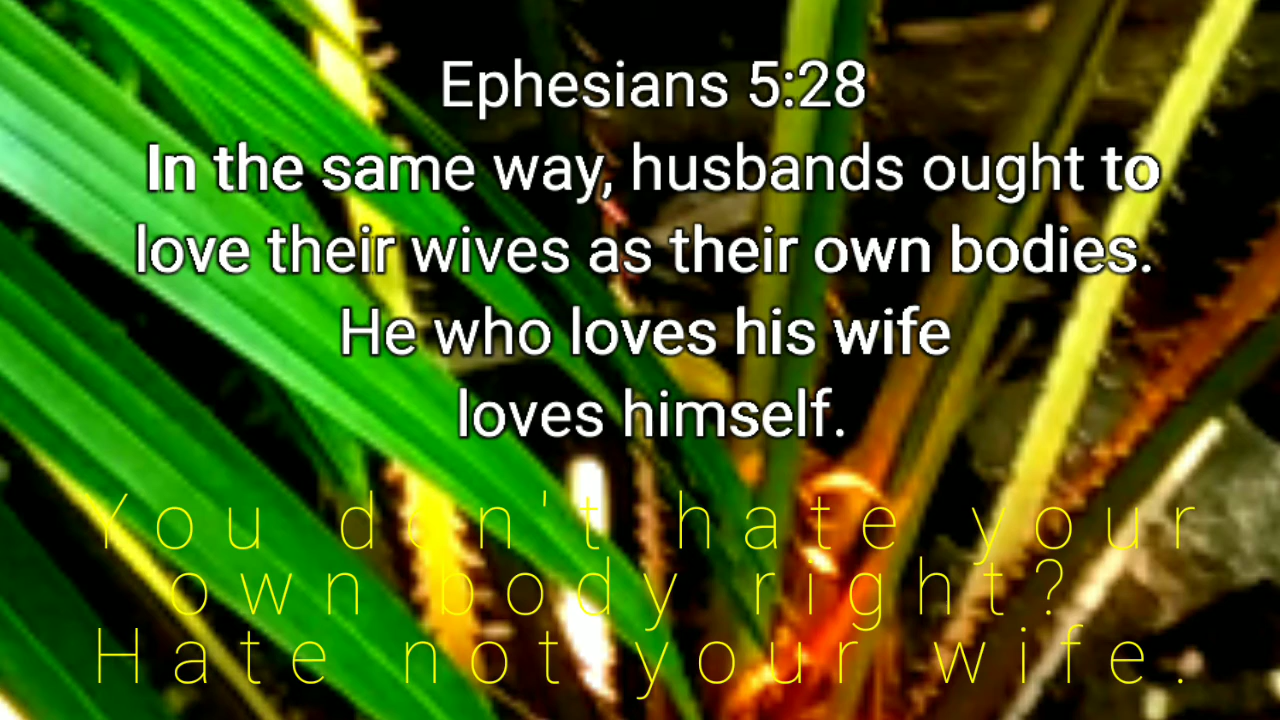 Ephesians 5:28
In the same way, husbands ought to
love their wives as their own bodies.
He who loves his wife
loves himself.
You don't hate your
own body right?
Hate not your wife.